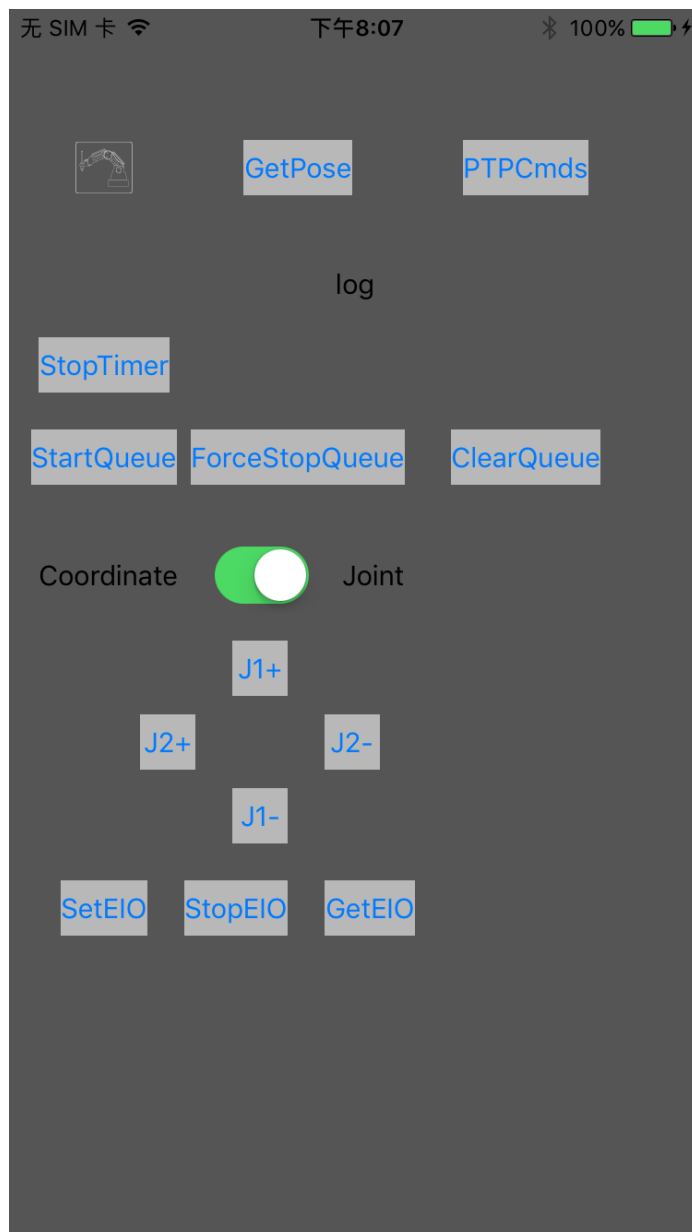 无 SIM 卡 下午8:07 100%
GetPose PTPCmds
log
StopTimer
StartQueue ForceStopQueue ClearQueue
Coordinate Joint
J1+
J2+ J2-
J1-
SetEIO StopEIO GetEIO